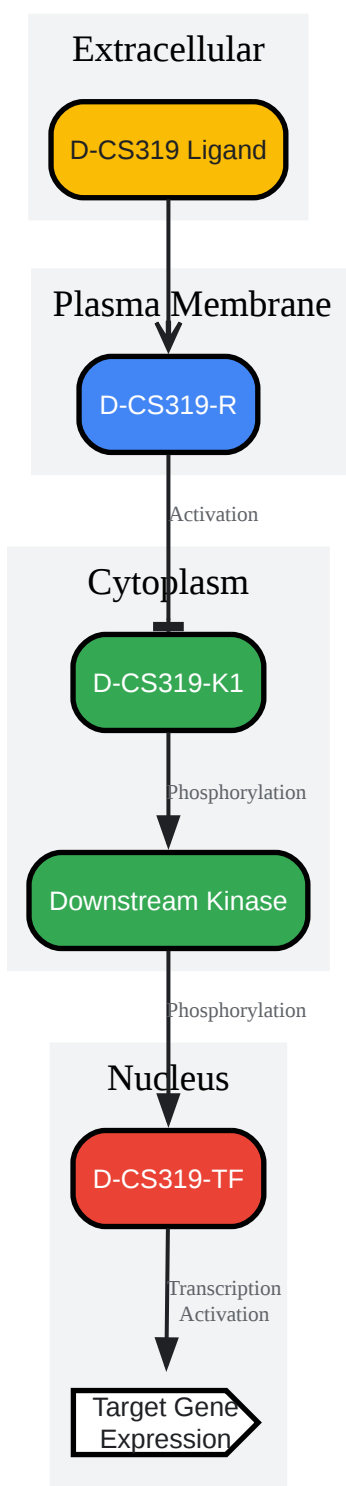 Extracellular
D-CS319 Ligand
Plasma Membrane
D-CS319-R
Activation
Cytoplasm
D-CS319-K1
Phosphorylation
Downstream Kinase
Phosphorylation
Nucleus
D-CS319-TF
Transcription
Activation
Target Gene
Expression